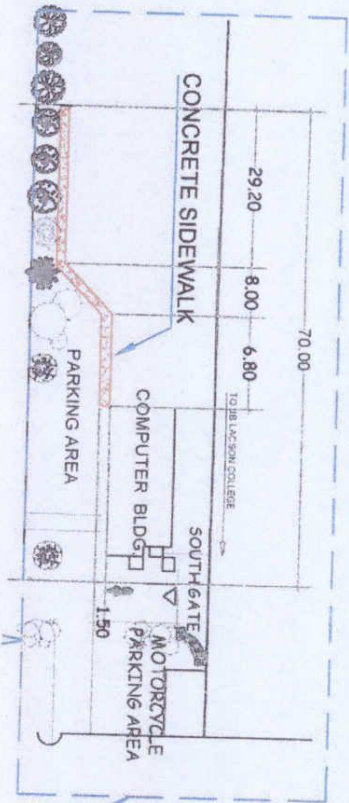 70.00
29.20
8.00
6.80
TO JB LACSON COLLEGE
CONCRETE SIDEWALK
SOUTH GATE
COMPUTER BLDG
PARKING AREA
1.50
MOTORCYCLE
PARKING AREA